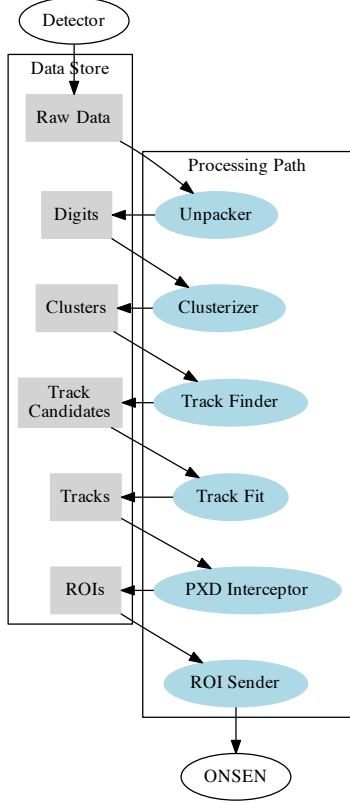 Detector
Data Store
Raw Data
Processing Path
Digits
Unpacker
Clusters
Clusterizer
Track
Candidates
Track Finder
Tracks
Track Fit
ROIs
PXD Interceptor
ROI Sender
ONSEN